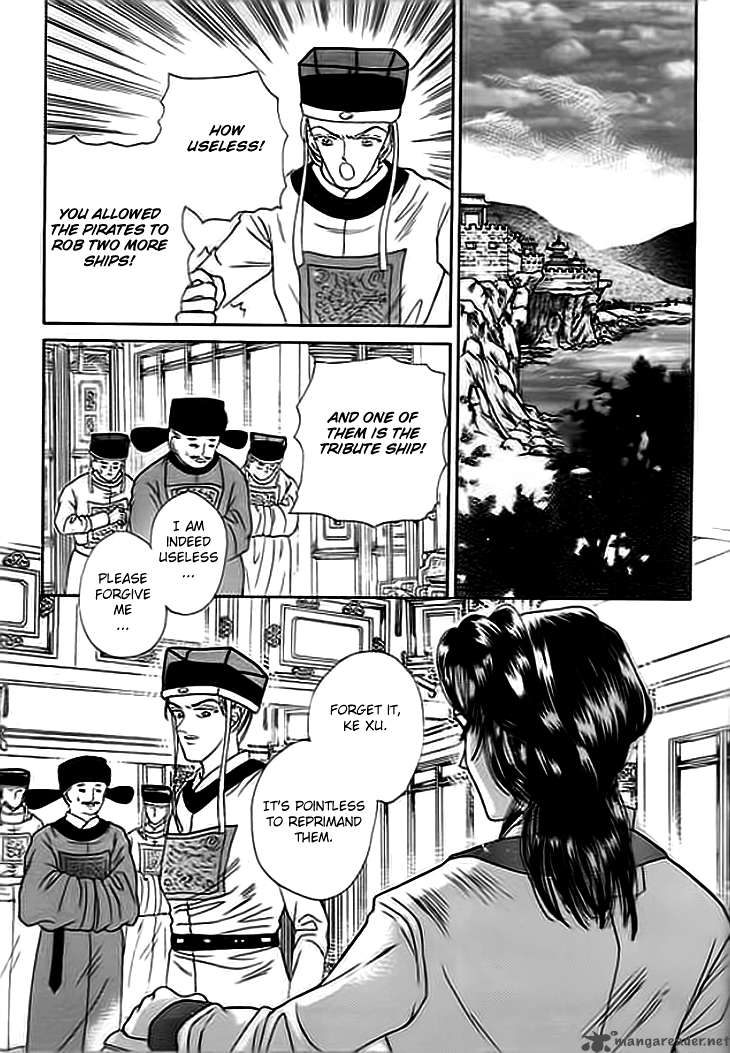 HOW
USELESS!
YOU ALLOWED
THE PIRATES TO
ROB TWO MORE
SHIPS!
AND ONE OF
THEM IS THE
TRIBUTE SHIP!
I AM
INDEED
USELESS
...
PLEASE
FORGIVE
ME
...
FORGET IT,
KE XU.
IT'S POINTLESS
TO REPRIMAND
THEM.
mangareader.net